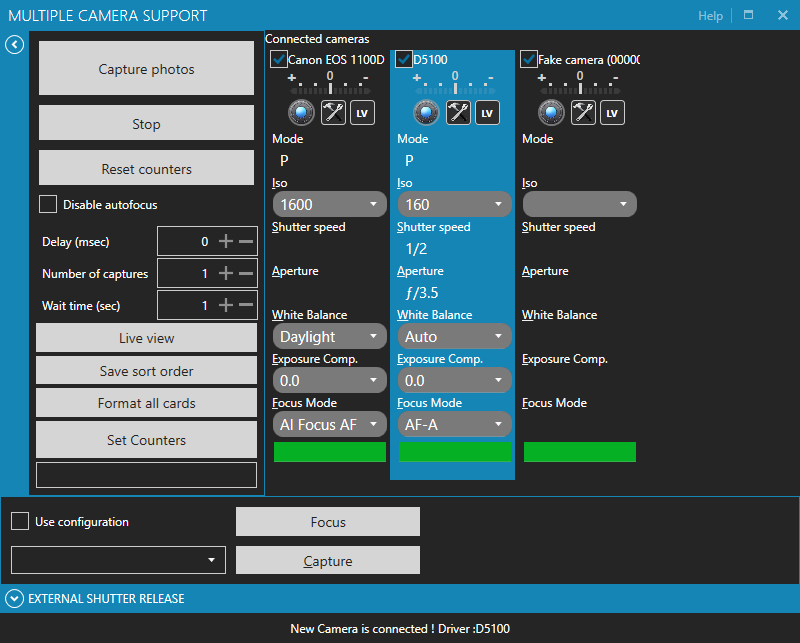 MULTIPLE CAMERA SUPPORT
Help
Capture photos
Stop
Reset counters
Disable autofocus
Delay (msec) 0
Number of captures 1
Wait time (sec) 1
Live view
Save sort order
Format all cards
Set Counters
Connected cameras
Canon EOS 1100D
+ 0 -
LV
Mode
P
Iso
1600
Shutter speed
Aperture
White Balance
Daylight
Exposure Comp.
0.0
Focus Mode
AI Focus AF
D5100
+ 0 -
LV
Mode
P
Iso
160
Shutter speed
1/2
Aperture
ƒ/3.5
White Balance
Auto
Exposure Comp.
0.0
Focus Mode
AF-A
Fake camera (0000
+ 0 -
LV
Mode
Iso
Shutter speed
Aperture
White Balance
Exposure Comp.
Focus Mode
Use configuration
Focus
Capture
EXTERNAL SHUTTER RELEASE
New Camera is connected ! Driver :D5100